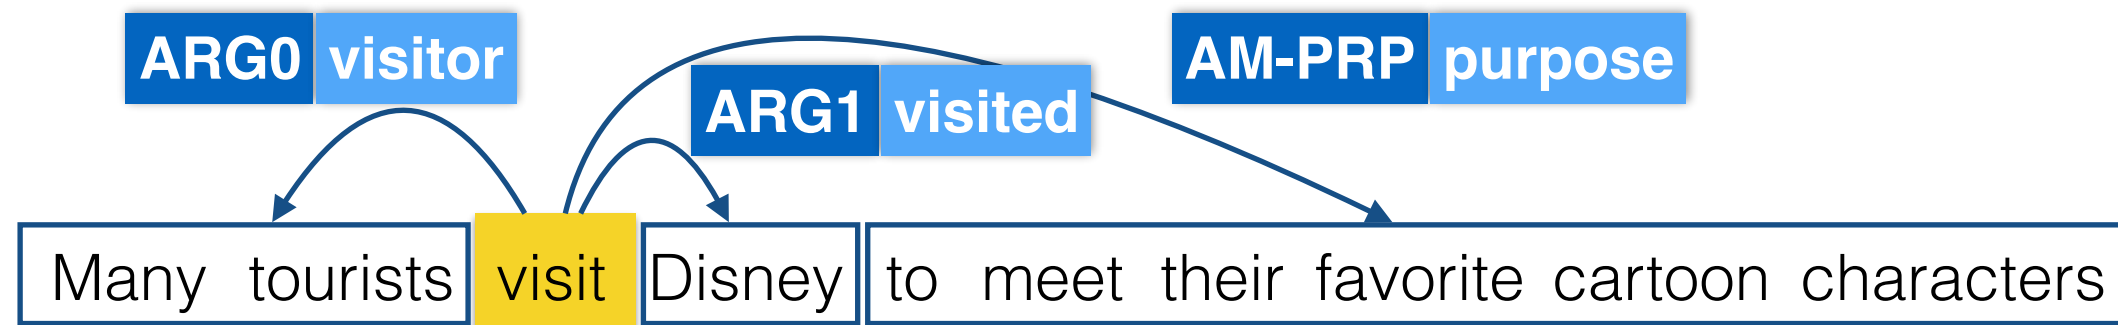 ARG0 visitor AM-PRP purpose
ARG1 visited
Many tourists visit Disney to meet their favorite cartoon characters